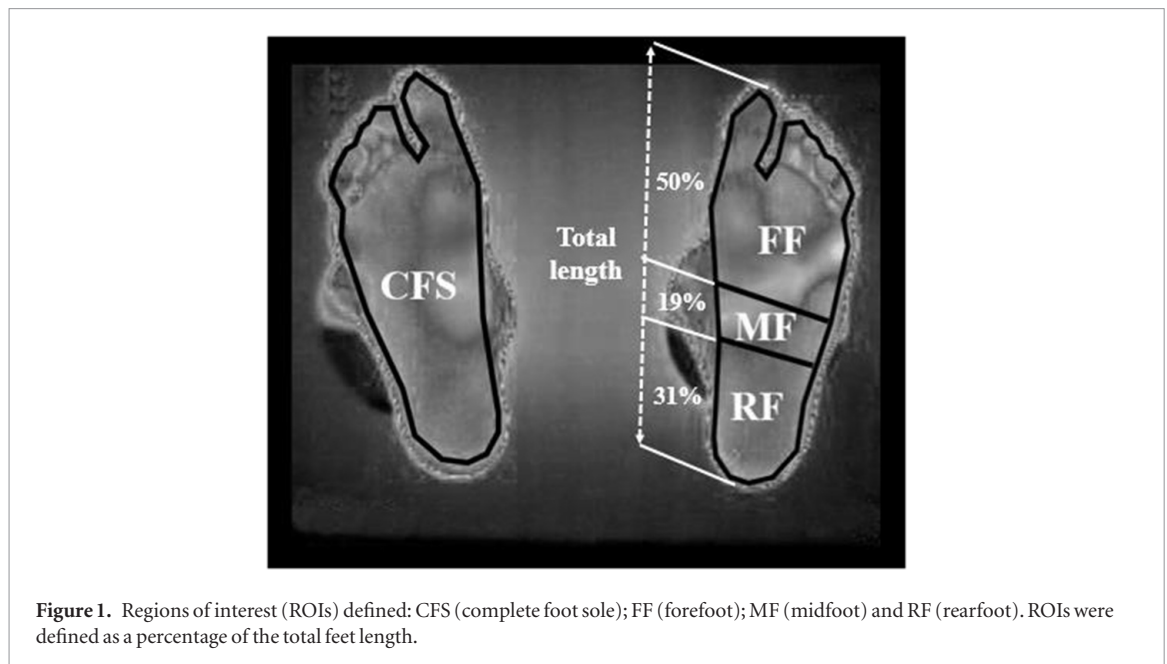 50%
Total
length
FF
CFS
19%
MF
31%
RF
Figure 1. Regions of interest (ROIs) defined: CFS (complete foot sole); FF (forefoot); MF (midfoot) and RF (rearfoot). ROIs were
defined as a percentage of the total feet length.